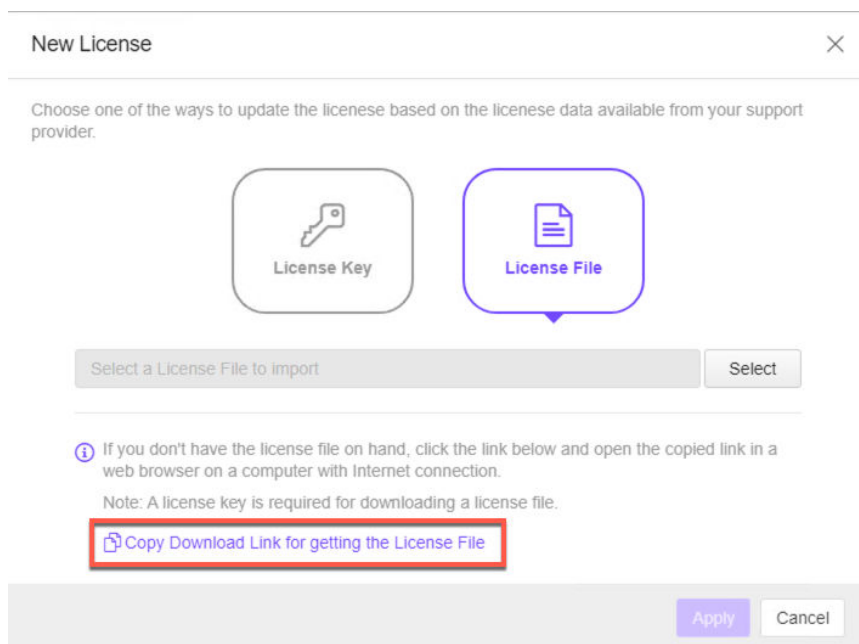 New License
Choose one of the ways to update the licenese based on the licenese data available from your support
provider.
License Key
License File
Select a License File to import
Select
If you don't have the license file on hand, click the link below and open the copied link in a
web browser on a computer with Internet connection.
Note: A license key is required for downloading a license file.
Copy Download Link for getting the License File
Apply
Cancel